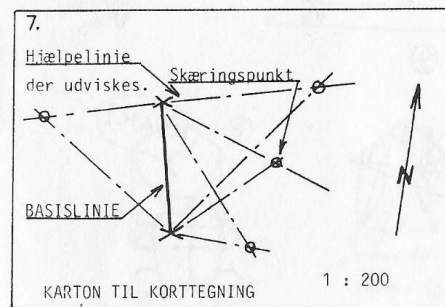 7.
Hjælpelinie
der udviskes.
Skæringspunkt
N
BASISLINIE
1 : 200
KARTON TIL KORTTEGNING